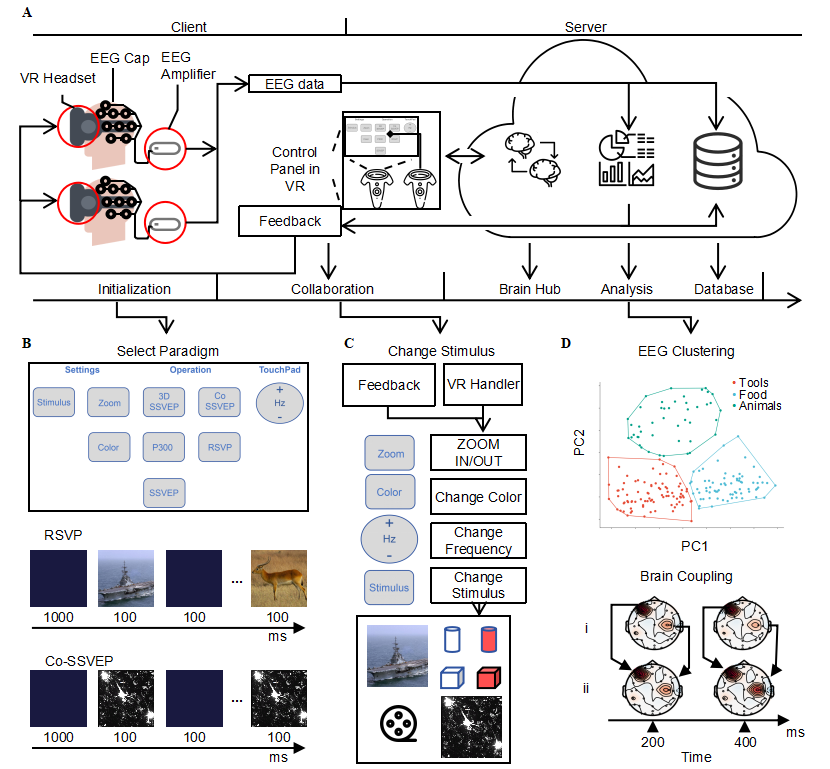 A
Client
Server
VR Headset
EEG Cap
EEG
Amplifier
EEG data
Control
Panel in
VR
Feedback
Initialization
Collaboration
Brain Hub
Analysis
Database
B
Select Paradigm
Settings
Operation
TouchPad
Stimulus
Zoom
3D
SSVEP
Co
SSVEP
+
Hz
-
Color
P300
RSVP
SSVEP
RSVP
...
1000
100
100
100
ms
Co-SSVEP
...
1000
100
100
100
ms
C
Change Stimulus
Feedback
VR Handler
Zoom
ZOOM
IN/OUT
Color
Change Color
+
Hz
-
Change
Frequency
Stimulus
Change
Stimulus
D
EEG Clustering
Tools
Food
Animals
PC2
PC1
Brain Coupling
i
ii
200
400
ms
Time